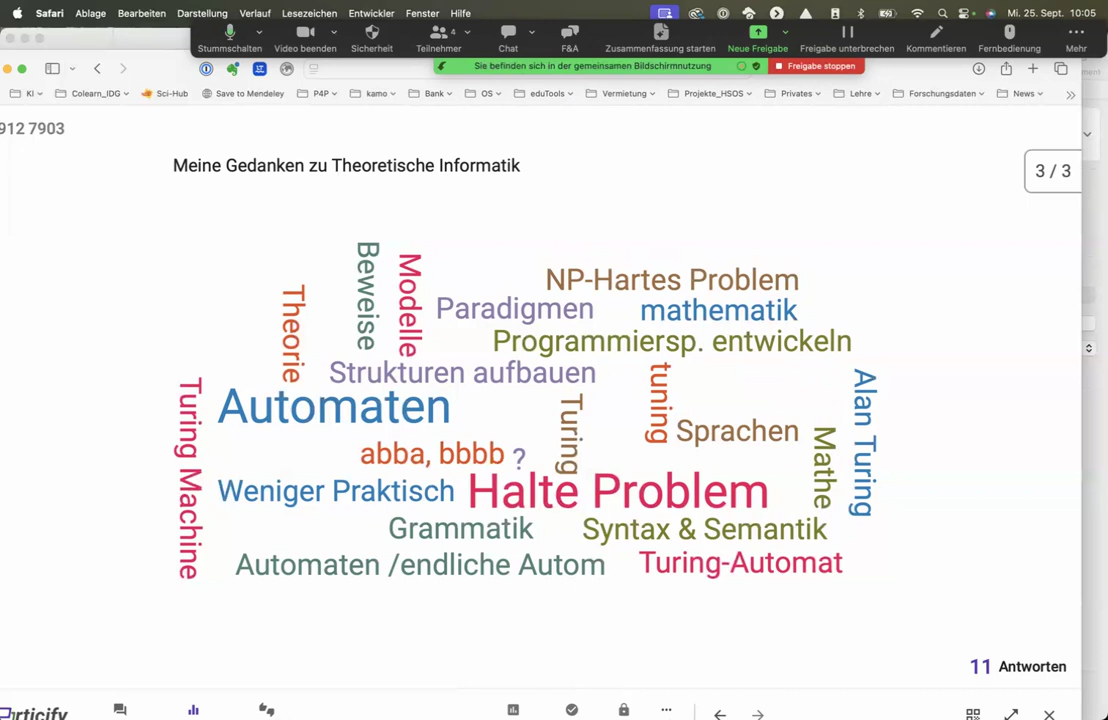 Safari Ablage Bearbeiten Darstellung Verlauf Lesezeichen Entwickler Fenster Hilfe Mi. 25. Sept. 10:05
Stummschalten Video beenden Sicherheit Teilnehmer 4 Chat F&A Zusammenfassung starten Neue Freigabe Freigabe unterbrechen Kommentieren Fernbedienung Mehr
Sie befinden sich in der gemeinsamen Bildschirmnutzung Freigabe stoppen
KI Colearn_IDG Sci-Hub Save to Mendeley P4P kamo Bank OS eduTools Vermietung Projekte_HSOS Privates Lehre Forschungsdaten News
912 7903
Meine Gedanken zu Theoretische Informatik
3 / 3
Beweise
Modelle
Theorie
NP-Hartes Problem
Paradigmen
mathematik
Programmiersp. entwickeln
Strukturen aufbauen
tuning
Alan Turing
Turing Machine
Automaten
Turing
Sprachen
Mathe
abba, bbbb
?
Weniger Praktisch
Halte Problem
Grammatik
Syntax & Semantik
Automaten /endliche Autom
Turing-Automat
11 Antworten
articify